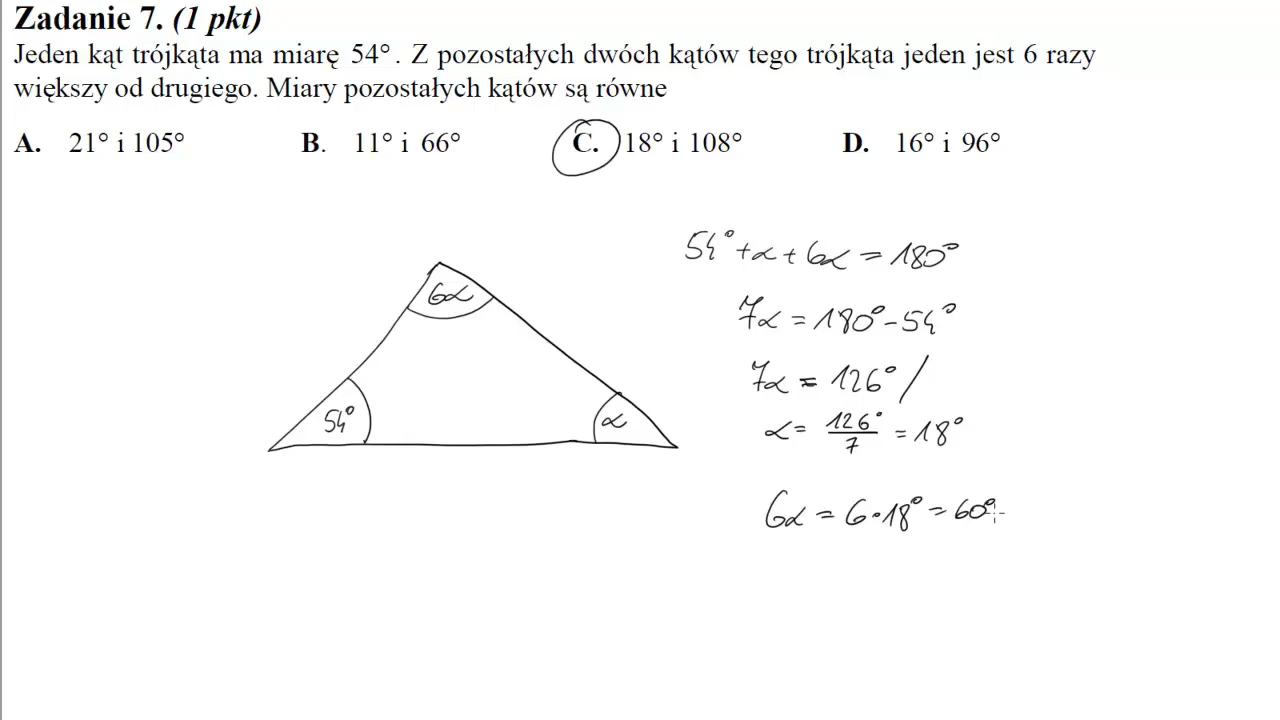 Zadanie 7. (1 pkt)
Jeden kąt trójkąta ma miarę 54°. Z pozostałych dwóch kątów tego trójkąta jeden jest 6 razy
większy od drugiego. Miary pozostałych kątów są równe
A. 21° i 105° B. 11° i 66° C. 18° i 108° D. 16° i 96°
54° + α + 6α = 180°
6α
7α = 180° - 54°
7α = 126° /
54° α
α = 126°/7 = 18°
6α = 6 · 18° = 60°